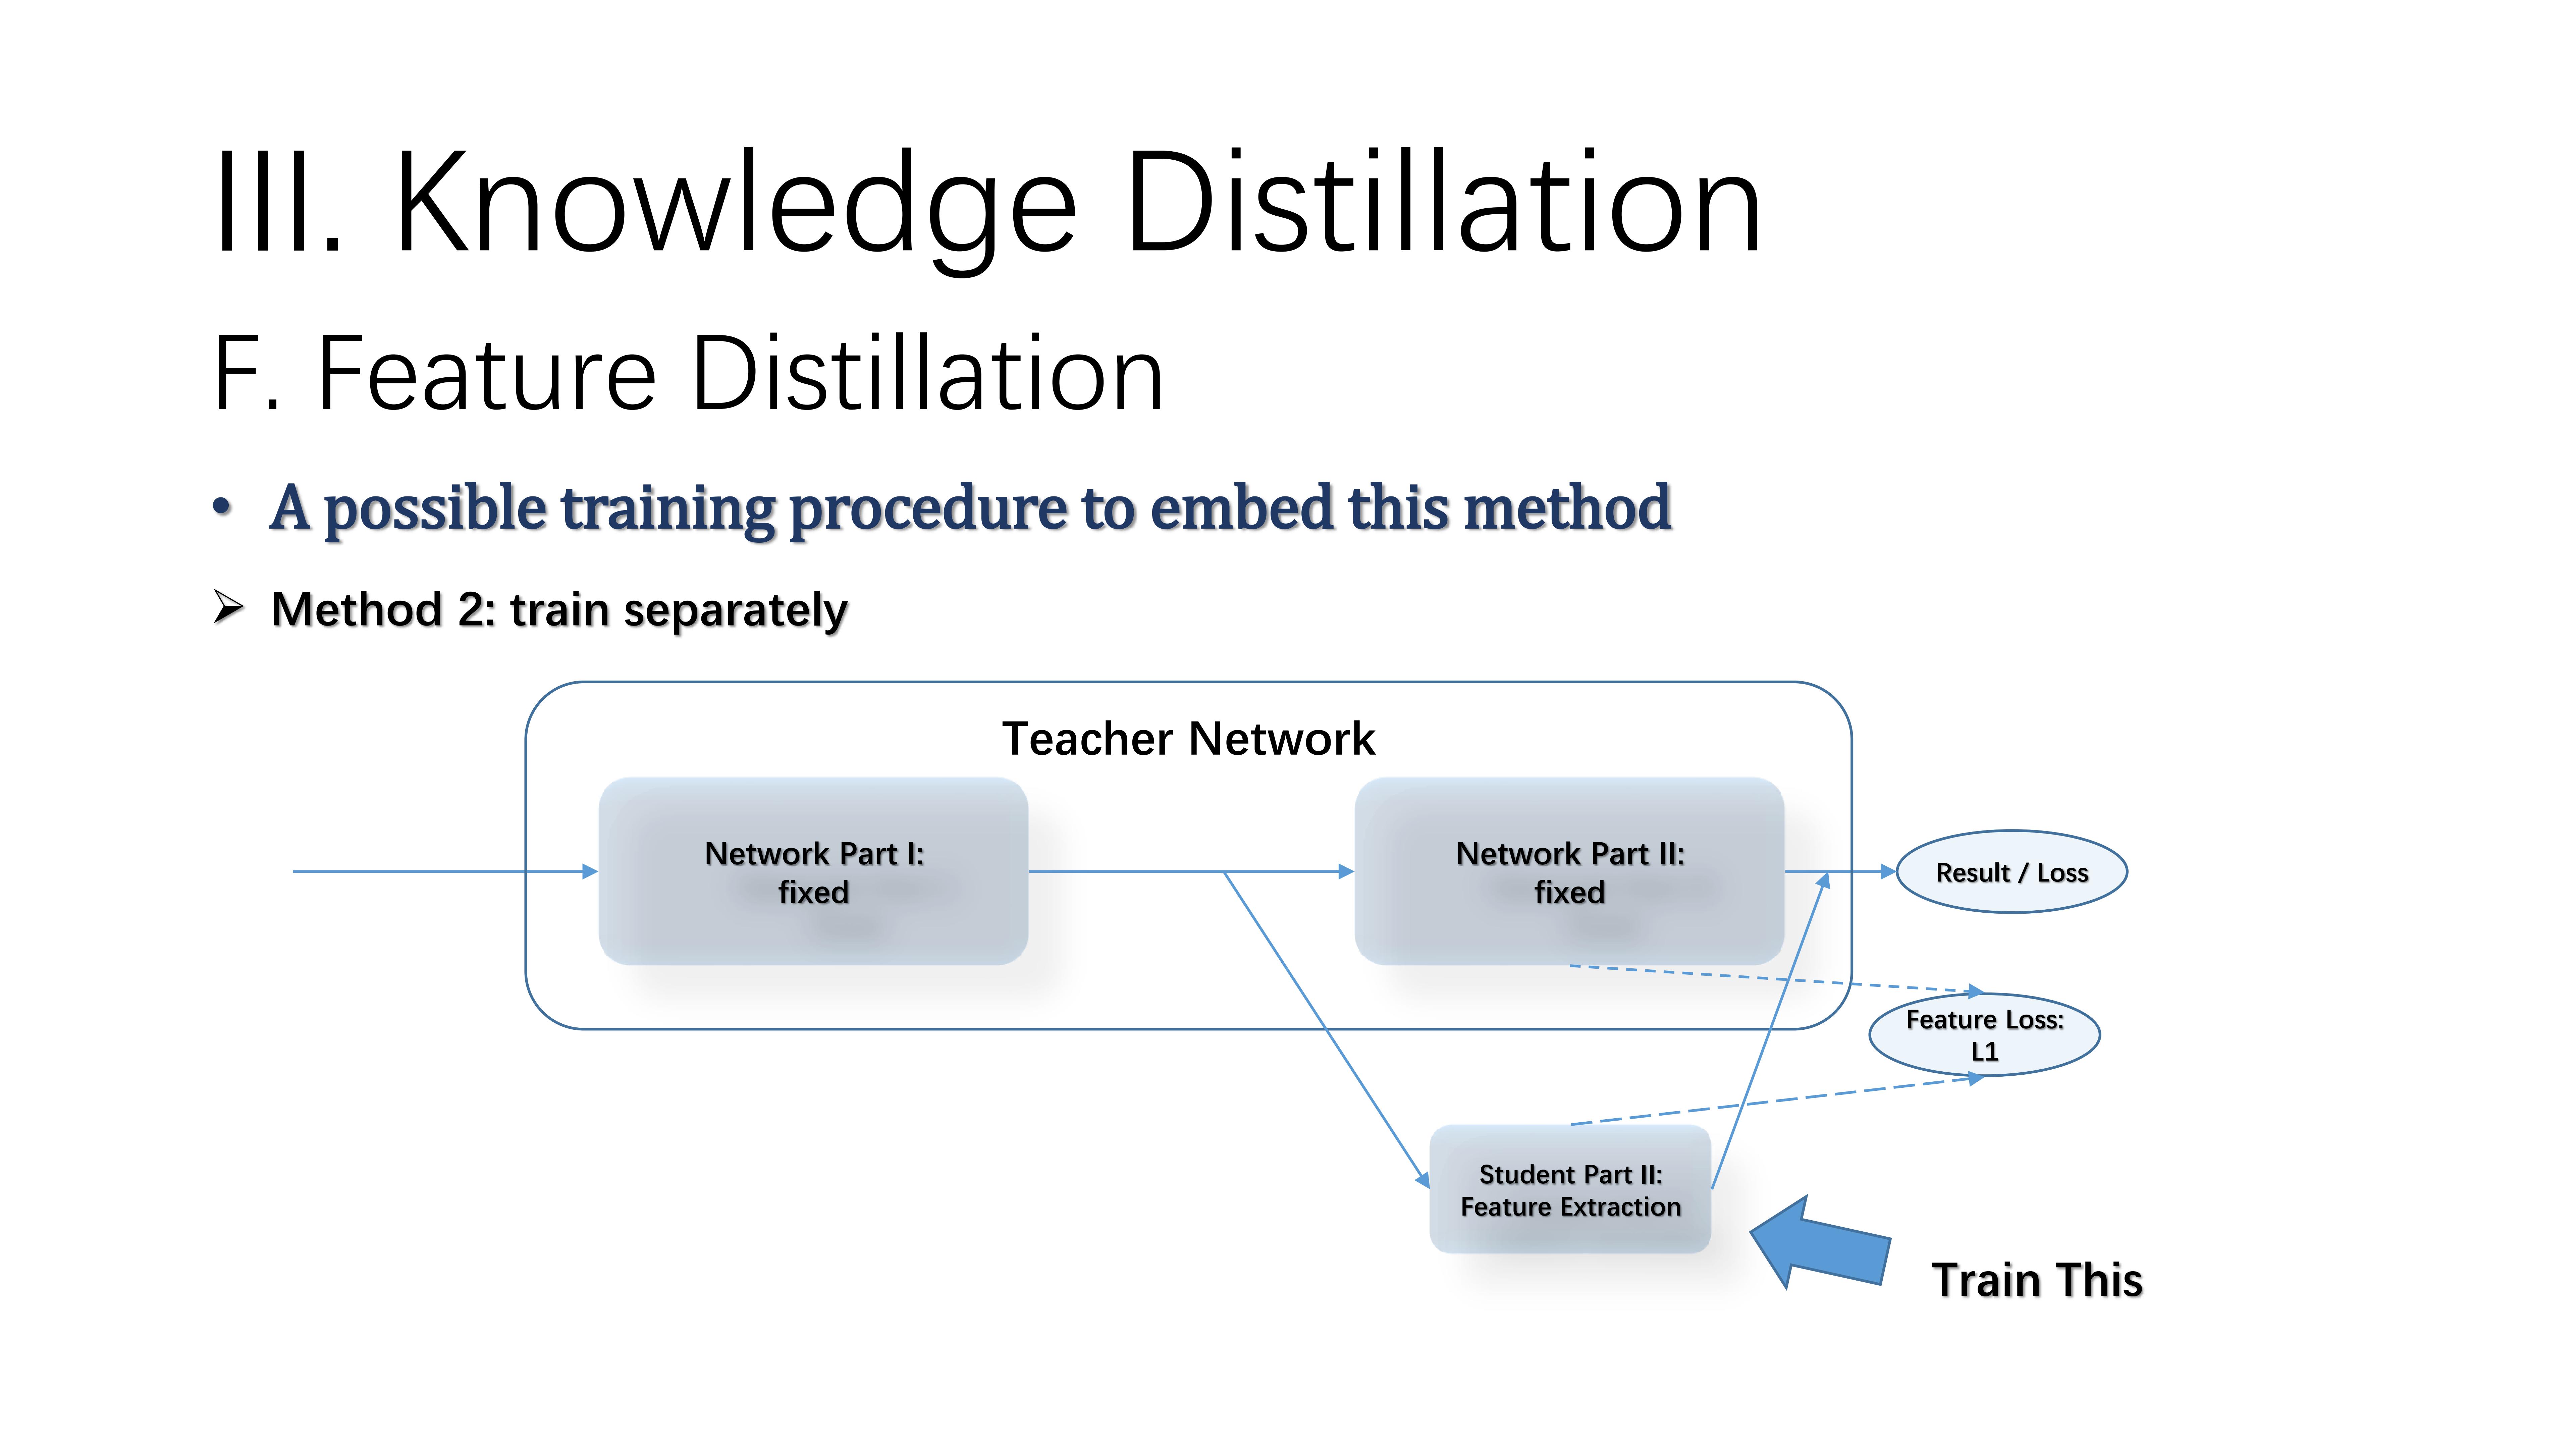 III. Knowledge Distillation
F. Feature Distillation
• A possible training procedure to embed this method
➢ Method 2: train separately
Teacher Network
Network Part I:
fixed
Network Part II:
fixed
Result / Loss
Feature Loss:
L1
Student Part II:
Feature Extraction
Train This